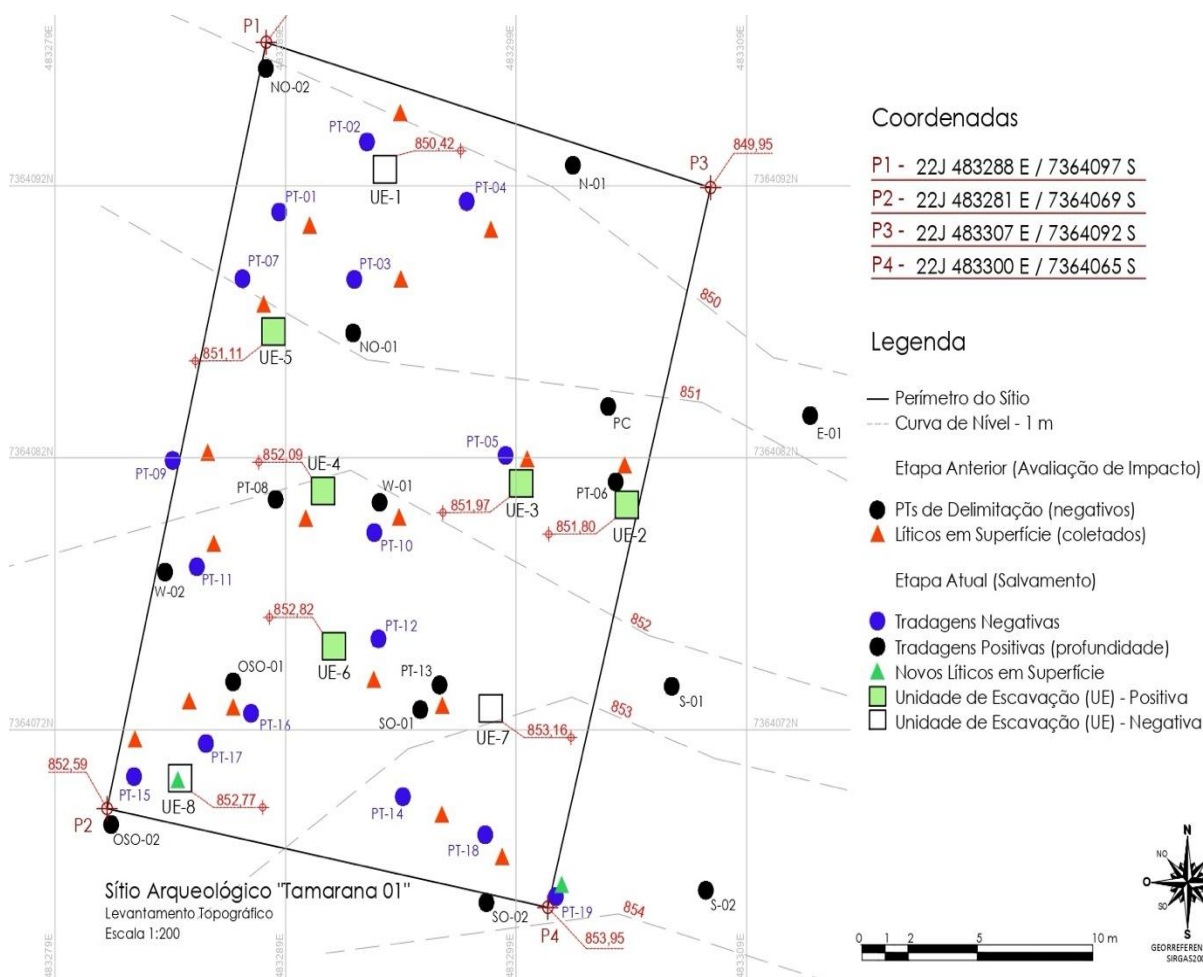 483279E
483289E
483299E
483309E
P1
NO-02
PT-02
850,42
UE-1
N-01
P3
849,95
7364092N
7364092N
PT-01
PT-04
PT-07
PT-03
NO-01
850
851,11
UE-5
851
PC
E-01
PT-05
7364082N
7364082N
PT-09
852,09
UE-4
PT-08
W-01
UE-3
851,97
PT-06
UE-2
851,80
PT-10
PT-11
W-02
852,82
PT-12
852
UE-6
OSO-01
PT-13
S-01
PT-16
SO-01
UE-7
853,16
853
7364072N
7364072N
PT-17
852,59
PT-15
UE-8
852,77
PT-14
P2
OSO-02
PT-18
SO-02
PT-19
P4
853,95
854
S-02
483279E
483289E
483299E
483309E
Sítio Arqueológico "Tamarana 01"
Levantamento Topográfico
Escala 1:200
Coordenadas
P1 - 22J 483288 E / 7364097 S
P2 - 22J 483281 E / 7364069 S
P3 - 22J 483307 E / 7364092 S
P4 - 22J 483300 E / 7364065 S
Legenda
Perímetro do Sítio
Curva de Nível - 1 m
Etapa Anterior (Avaliação de Impacto)
PTs de Delimitação (negativos)
Líticos em Superfície (coletados)
Etapa Atual (Salvamento)
Tradagens Negativas
Tradagens Positivas (profundidade)
Novos Líticos em Superfície
Unidade de Escavação (UE) - Positiva
Unidade de Escavação (UE) - Negativa
N
NO
O
SO
S
0 1 2 5 10 m